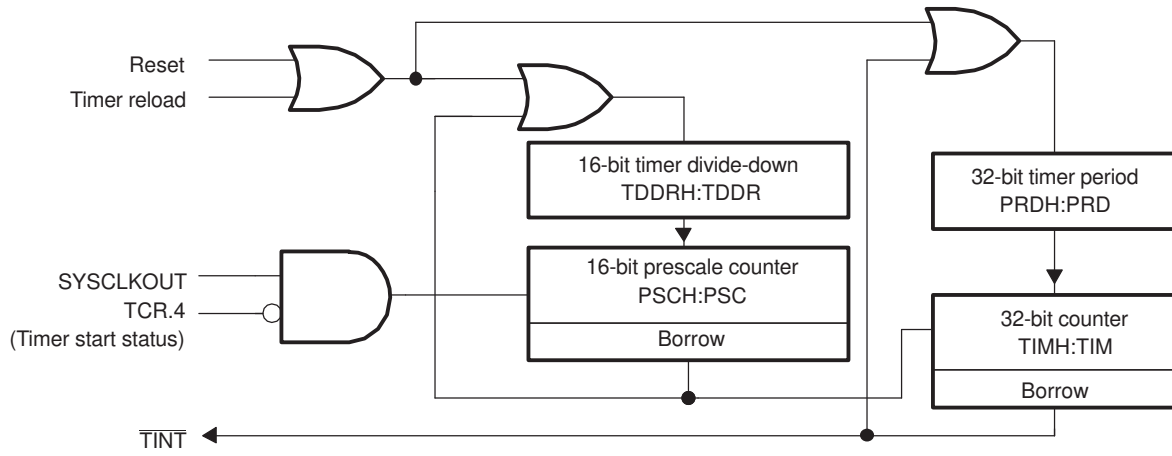 Reset
Timer reload
16-bit timer divide-down
TDDRH:TDDR
32-bit timer period
PRDH:PRD
SYSCLKOUT
TCR.4
(Timer start status)
16-bit prescale counter
PSCH:PSC
Borrow
32-bit counter
TIMH:TIM
Borrow
TINT